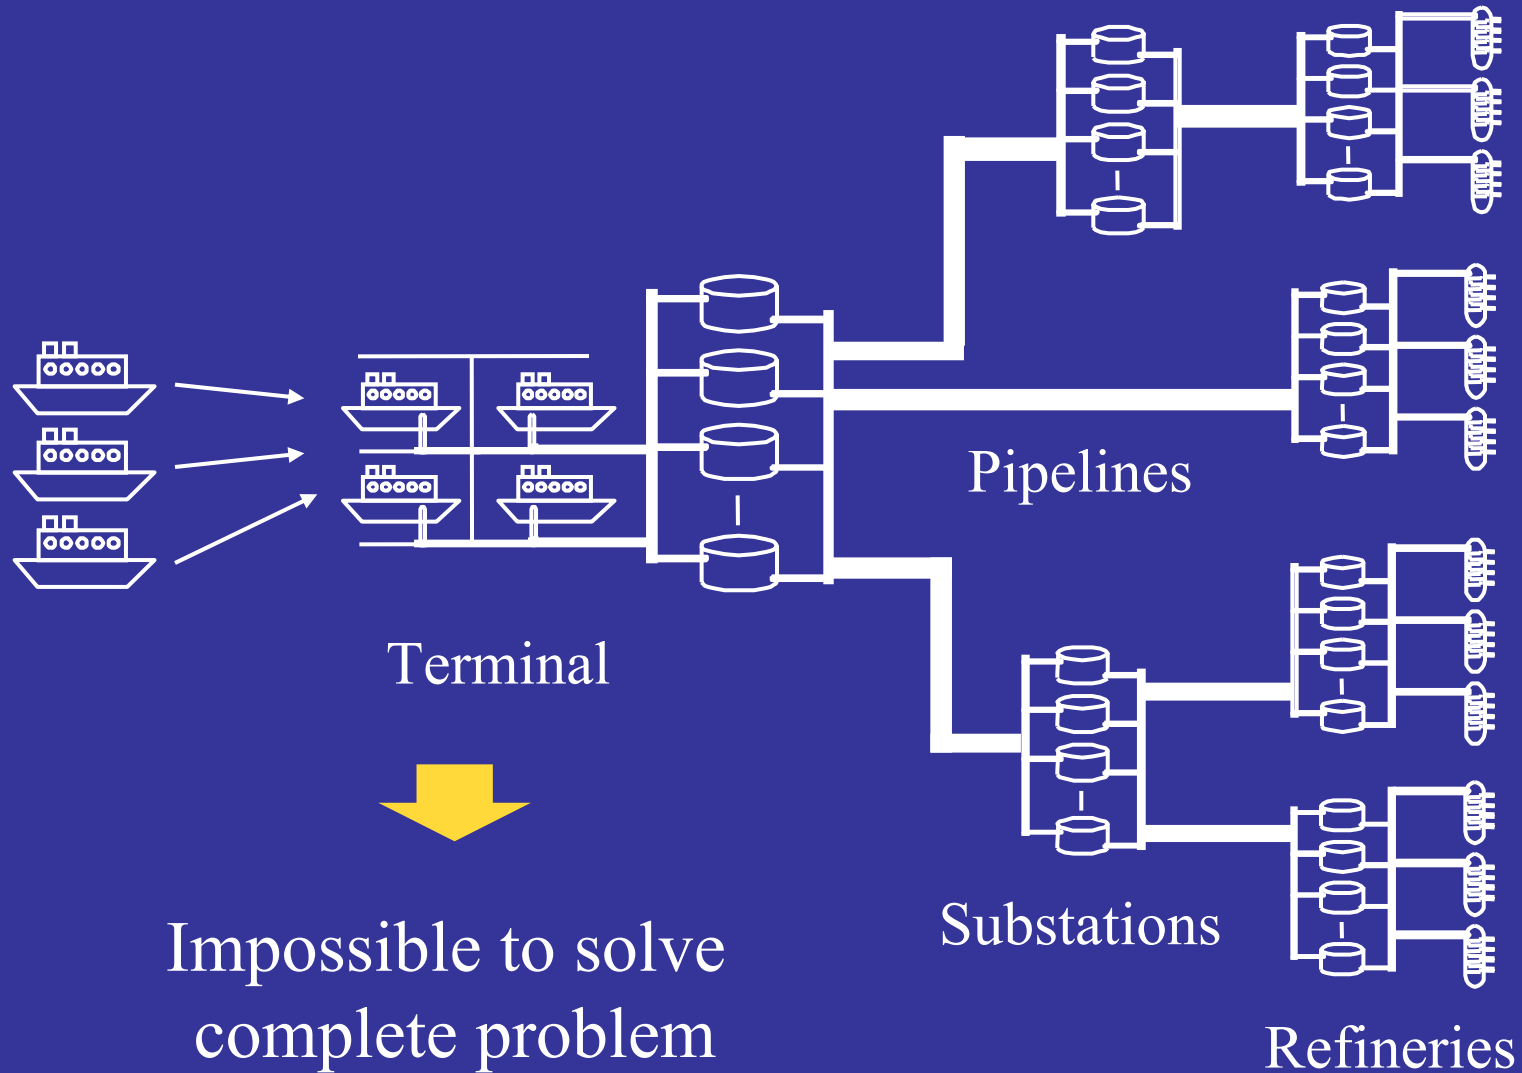 Pipelines
Terminal
Substations
Impossible to solve
complete problem
Refineries